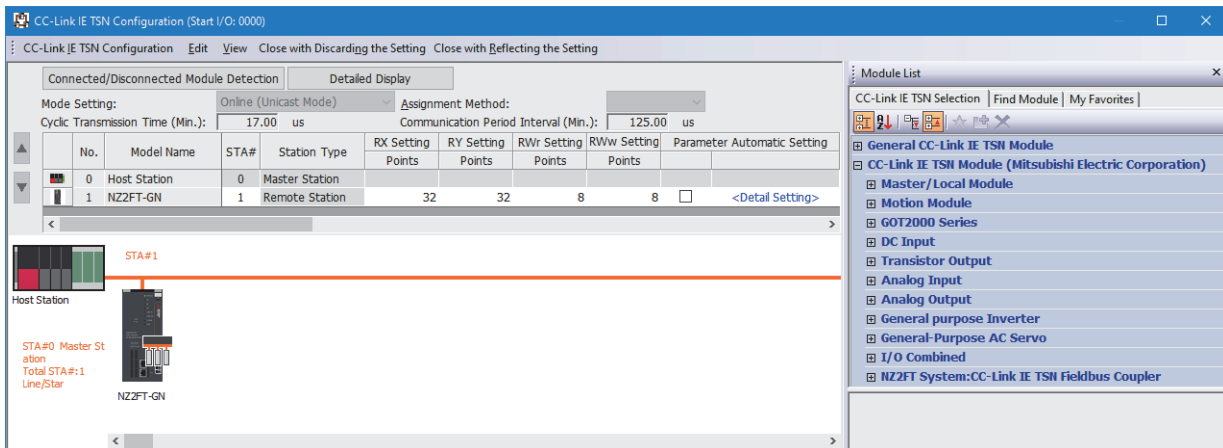 CC-Link IE TSN Configuration (Start I/O: 0000)
CC-Link IE TSN Configuration Edit View Close with Discarding the Setting Close with Reflecting the Setting
Connected/Disconnected Module Detection Detailed Display
Mode Setting: Online (Unicast Mode) Assignment Method:
Cyclic Transmission Time (Min.): 17.00 us Communication Period Interval (Min.): 125.00 us
No. Model Name STA# Station Type RX Setting RY Setting RWr Setting RWw Setting Parameter Automatic Setting
Points Points Points Points
0 Host Station 0 Master Station
1 NZ2FT-GN 1 Remote Station 32 32 8 8 <Detail Setting>
STA#1
Host Station
STA#0 Master St
ation
Total STA#:1
Line/Star
NZ2FT-GN
Module List
CC-Link IE TSN Selection Find Module My Favorites
General CC-Link IE TSN Module
CC-Link IE TSN Module (Mitsubishi Electric Corporation)
Master/Local Module
Motion Module
GOT2000 Series
DC Input
Transistor Output
Analog Input
Analog Output
General purpose Inverter
General-Purpose AC Servo
I/O Combined
NZ2FT System:CC-Link IE TSN Fieldbus Coupler